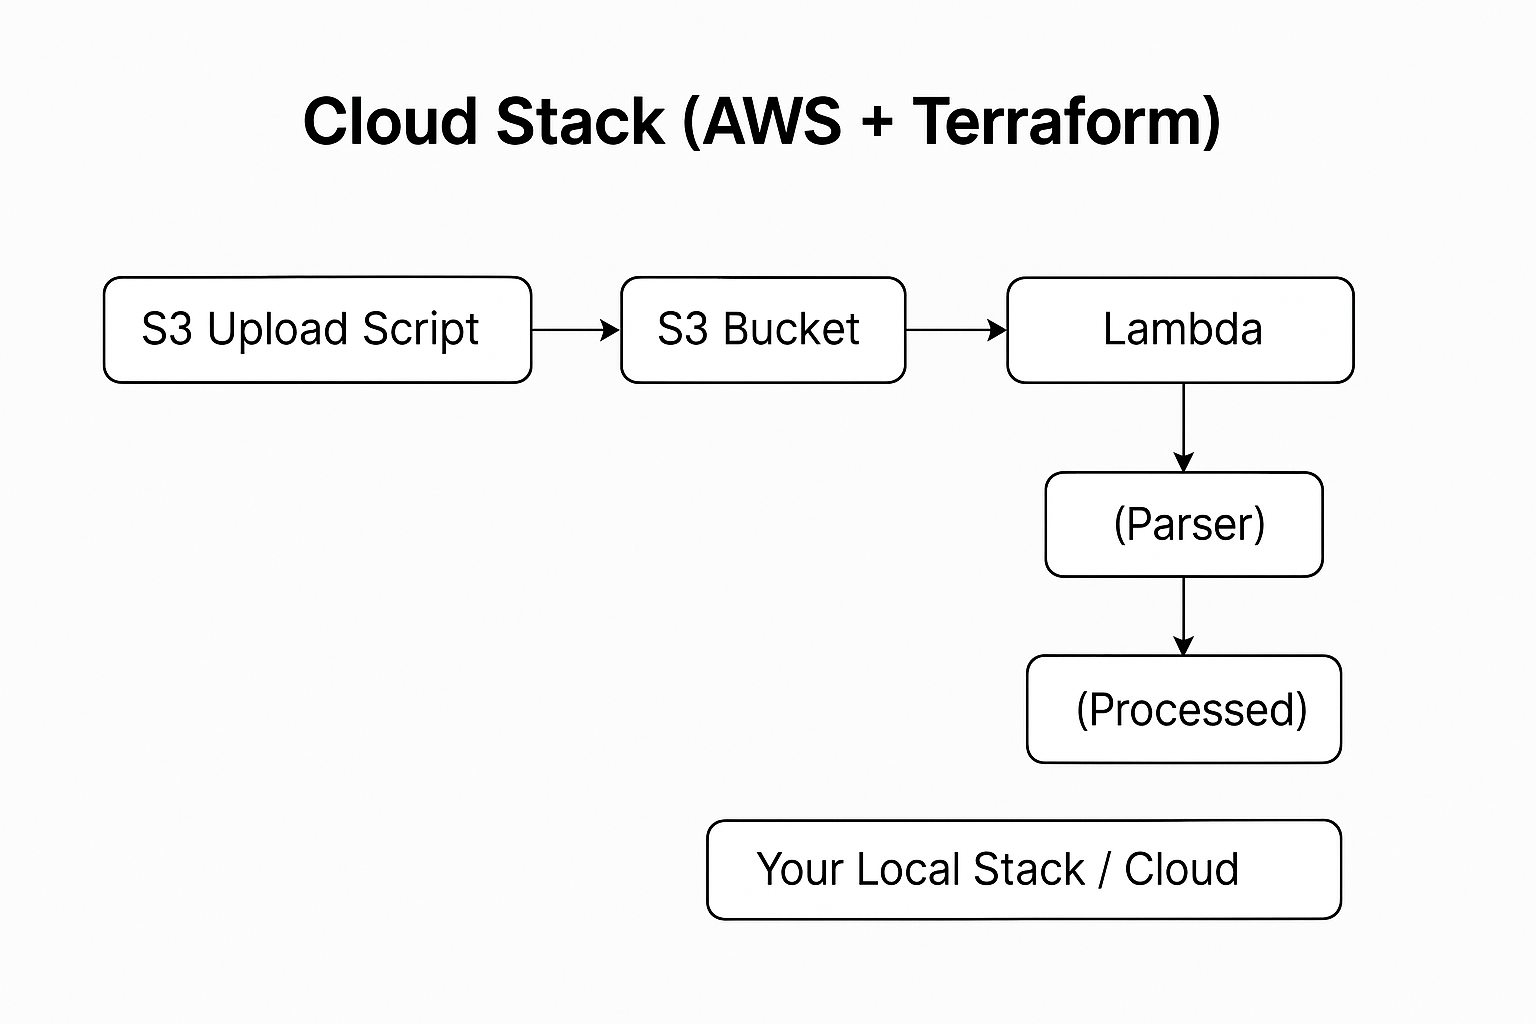 Cloud Stack (AWS + Terraform)
S3 Upload Script
S3 Bucket
Lambda
(Parser)
(Processed)
Your Local Stack / Cloud